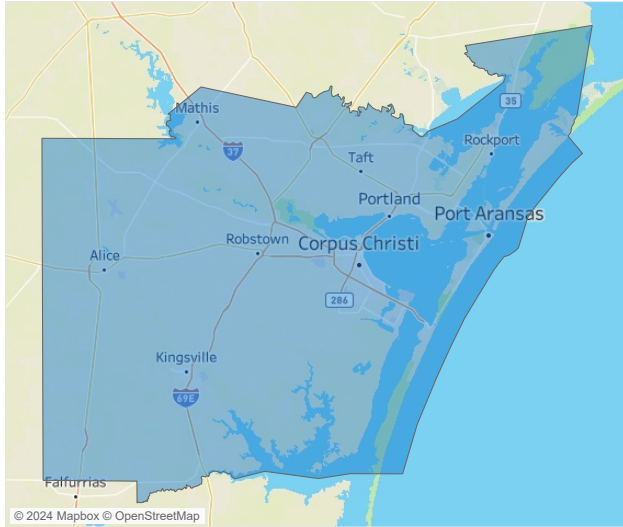 Mathis
35
37
Rockport
Taft
Portland
Port Aransas
Robstown
Corpus Christi
Alice
286
Kingsville
69E
Falfurrias
© 2024 Mapbox © OpenStreetMap